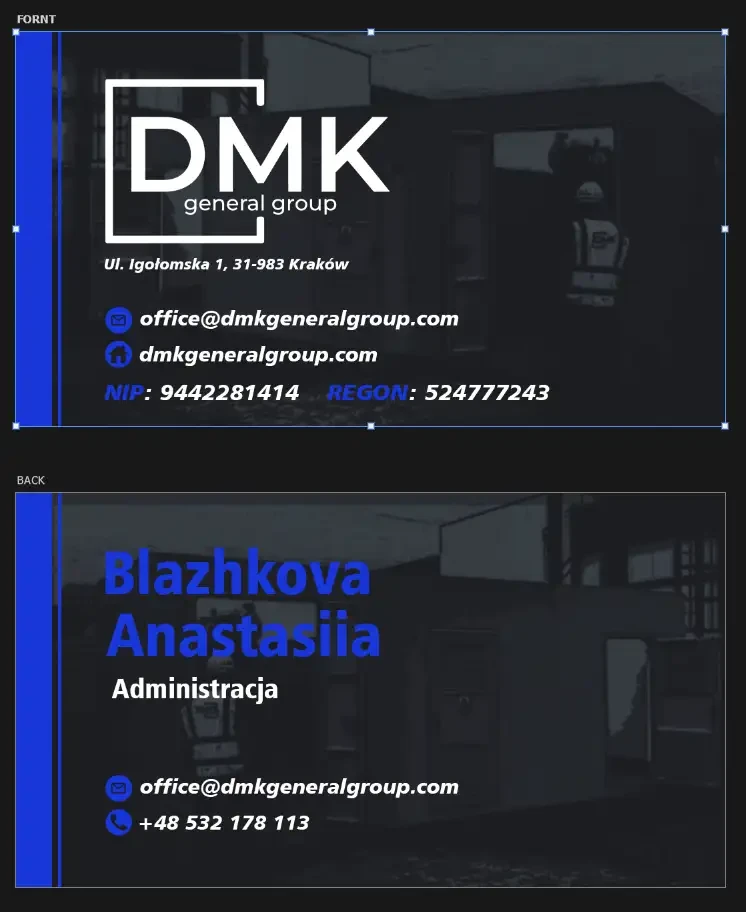 FORNT
DMK
general group
Ul. Igołomska 1, 31-983 Kraków
office@dmkgeneralgroup.com
dmkgeneralgroup.com
NIP: 9442281414 REGON: 524777243
BACK
Blazhkova
Anastasiia
Administracja
office@dmkgeneralgroup.com
+48 532 178 113